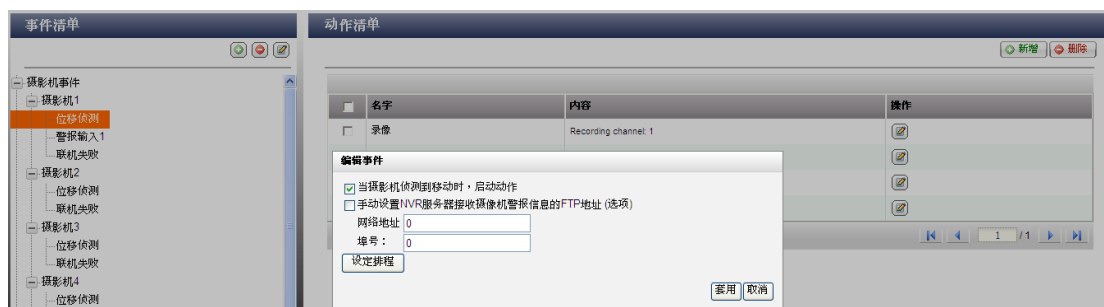 事件清单
动作清单
新增 删除
摄影机事件
摄影机1
位移侦测
警报输入1
联机失败
摄影机2
位移侦测
联机失败
摄影机3
位移侦测
联机失败
摄影机4
位移侦测
名字 内容 操作
录像 Recording channel: 1
编辑事件
当摄影机侦测到移动时，启动动作
手动设置NVR服务器接收摄像机警报信息的FTP地址 (选项)
网络地址 0
埠号： 0
设定排程
套用 取消
1 / 1